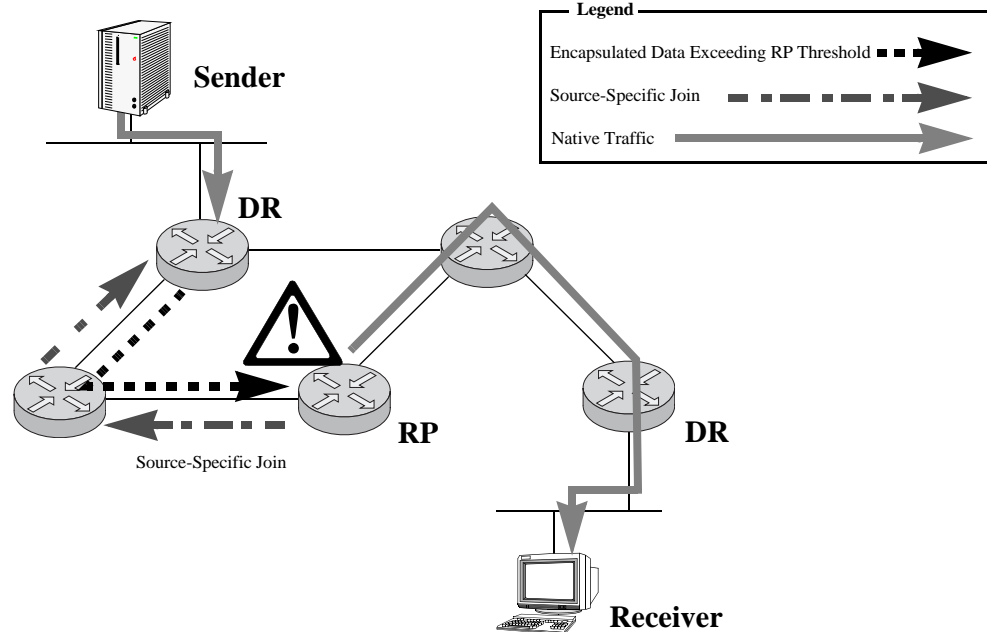 Legend
Encapsulated Data Exceeding RP Threshold
Source-Specific Join
Native Traffic
Sender
DR
RP
DR
Source-Specific Join
Receiver